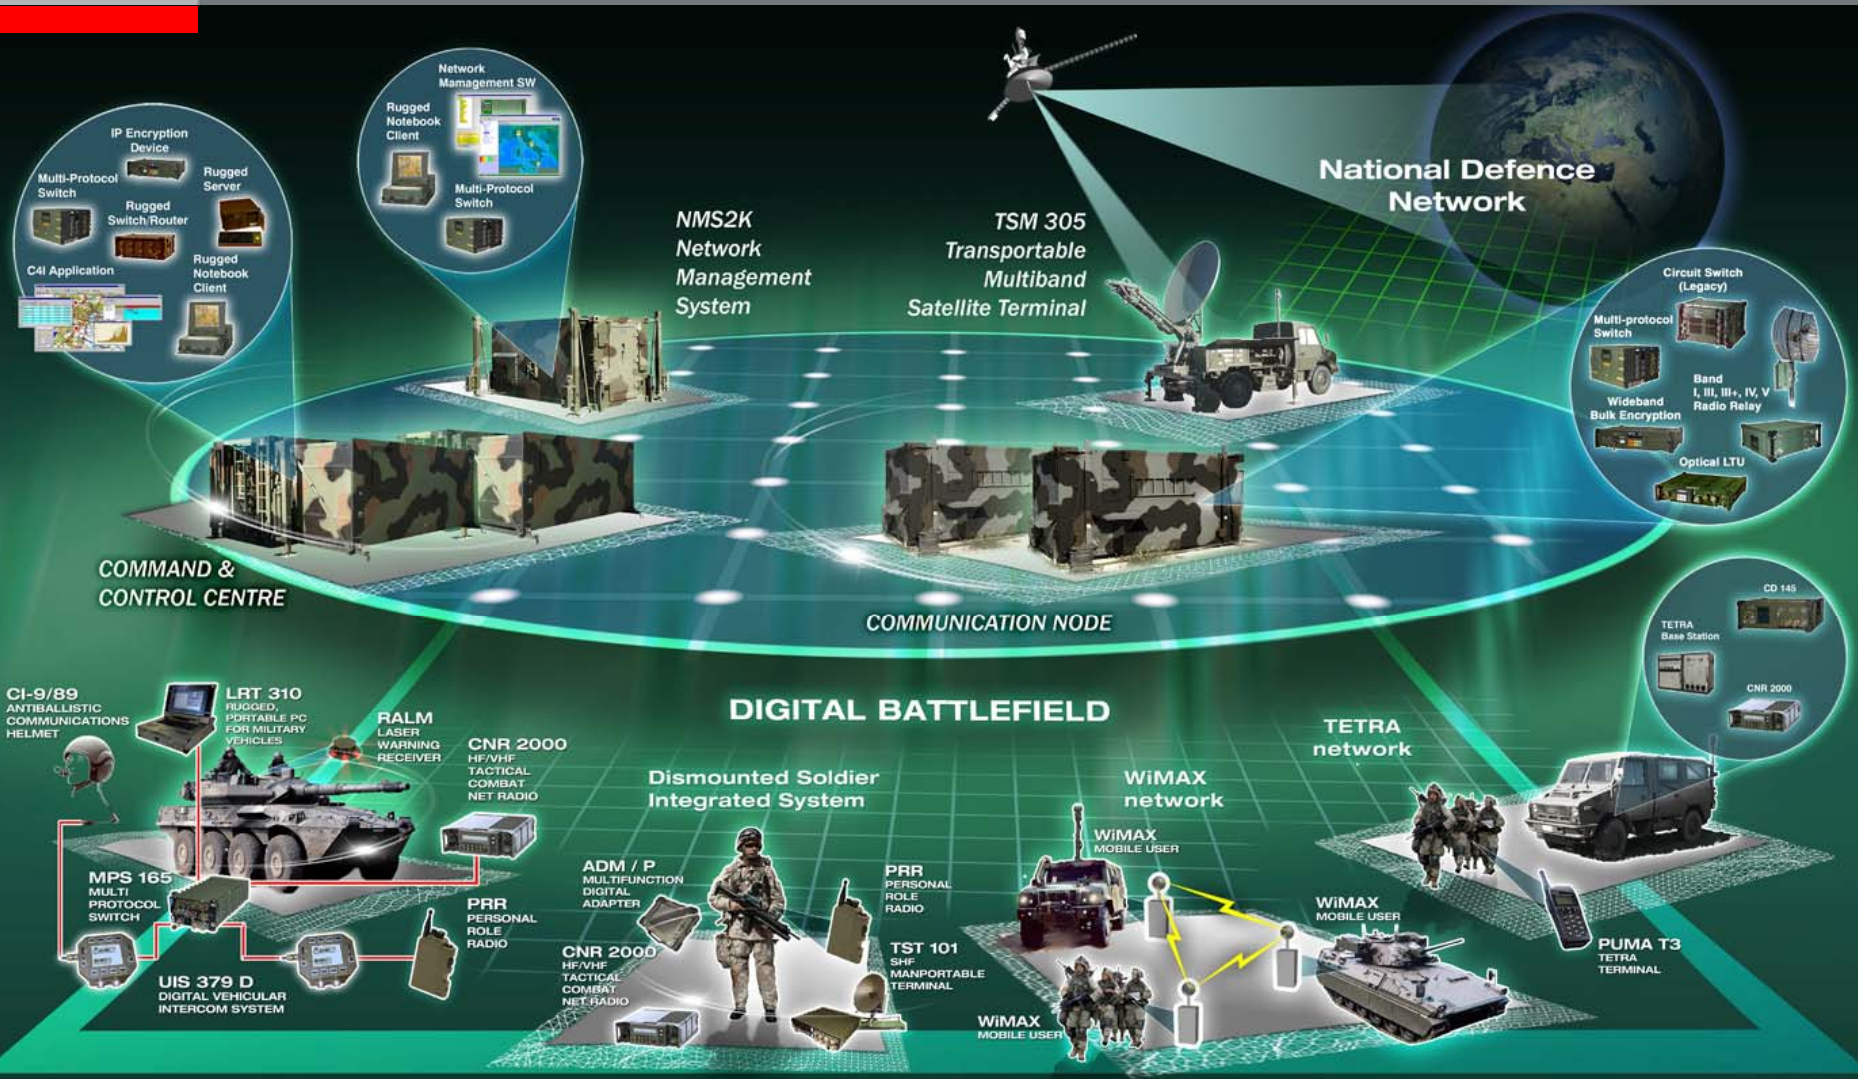 Network
Mamagement SW
Rugged
Notebook
Client
Multi-Protocol
Switch
IP Encryption
Device
Multi-Protocol
Switch
Rugged
Server
Rugged
Switch/Router
C4I Application
Rugged
Notebook
Client
NMS2K
Network
Management
System
TSM 305
Transportable
Multiband
Satellite Terminal
National Defence
Network
Circuit Switch
(Legacy)
Multi-protocol
Switch
Band
I, III, III+, IV, V
Radio Relay
Wideband
Bulk Encryption
Optical LTU
COMMAND &
CONTROL CENTRE
COMMUNICATION NODE
CD 145
TETRA
Base Station
CNR 2000
DIGITAL BATTLEFIELD
CI-9/89
ANTIBALLISTIC
COMMUNICATIONS
HELMET
LRT 310
RUGGED,
PORTABLE PC
FOR MILITARY
VEHICLES
RALM
LASER
WARNING
RECEIVER
CNR 2000
HF/VHF
TACTICAL
COMBAT
NET RADIO
MPS 165
MULTI
PROTOCOL
SWITCH
PRR
PERSONAL
ROLE
RADIO
UIS 379 D
DIGITAL VEHICULAR
INTERCOM SYSTEM
Dismounted Soldier
Integrated System
ADM / P
MULTIFUNCTION
DIGITAL
ADAPTER
PRR
PERSONAL
ROLE
RADIO
CNR 2000
HF/VHF
TACTICAL
COMBAT
NET RADIO
TST 101
SHF
MANPORTABLE
TERMINAL
WiMAX
network
WiMAX
MOBILE USER
WiMAX
MOBILE USER
WiMAX
MOBILE USER
TETRA
network
PUMA T3
TETRA
TERMINAL